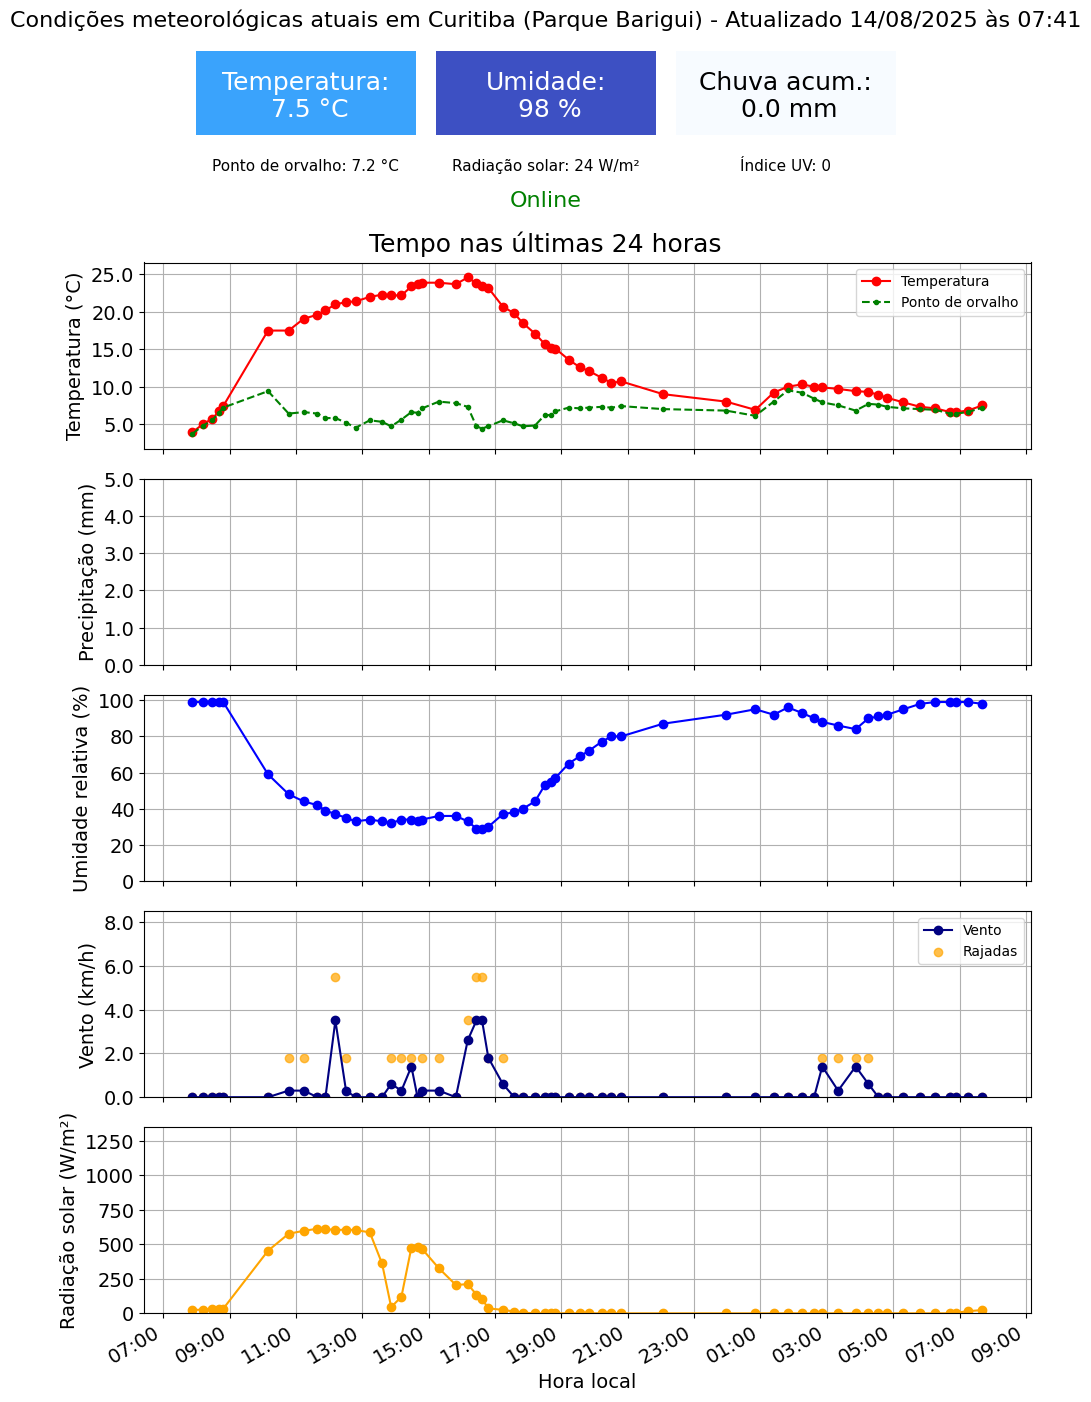 Condições meteorológicas atuais em Curitiba (Parque Barigui) - Atualizado 14/08/2025 às 07:41
Temperatura:
7.5 °C
Umidade:
98 %
Chuva acum.:
0.0 mm
Ponto de orvalho: 7.2 °C
Radiação solar: 24 W/m²
Índice UV: 0
Online
Tempo nas últimas 24 horas
Temperatura (°C)
25.0
20.0
15.0
10.0
5.0
Temperatura
Ponto de orvalho
Precipitação (mm)
5.0
4.0
3.0
2.0
1.0
0.0
Umidade relativa (%)
100
80
60
40
20
0
Vento (km/h)
8.0
6.0
4.0
2.0
0.0
Vento
Rajadas
Radiação solar (W/m²)
1250
1000
750
500
250
0
07:00 09:00 11:00 13:00 15:00 17:00 19:00 21:00 23:00 01:00 03:00 05:00 07:00 09:00
Hora local